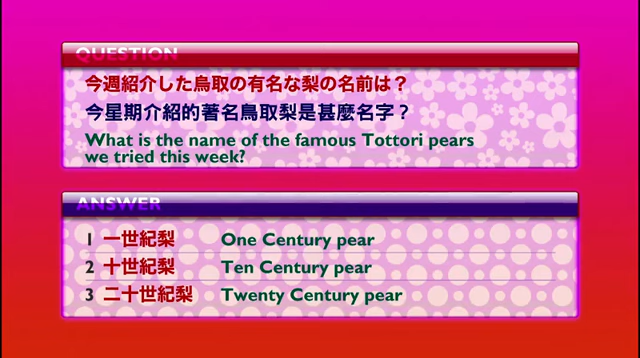 QUESTION
今週紹介した鳥取の有名な梨の名前は？
今星期介紹的著名鳥取梨是甚麼名字？
What is the name of the famous Tottori pears
we tried this week?
ANSWER
1 一世紀梨 One Century pear
2 十世紀梨 Ten Century pear
3 二十世紀梨 Twenty Century pear